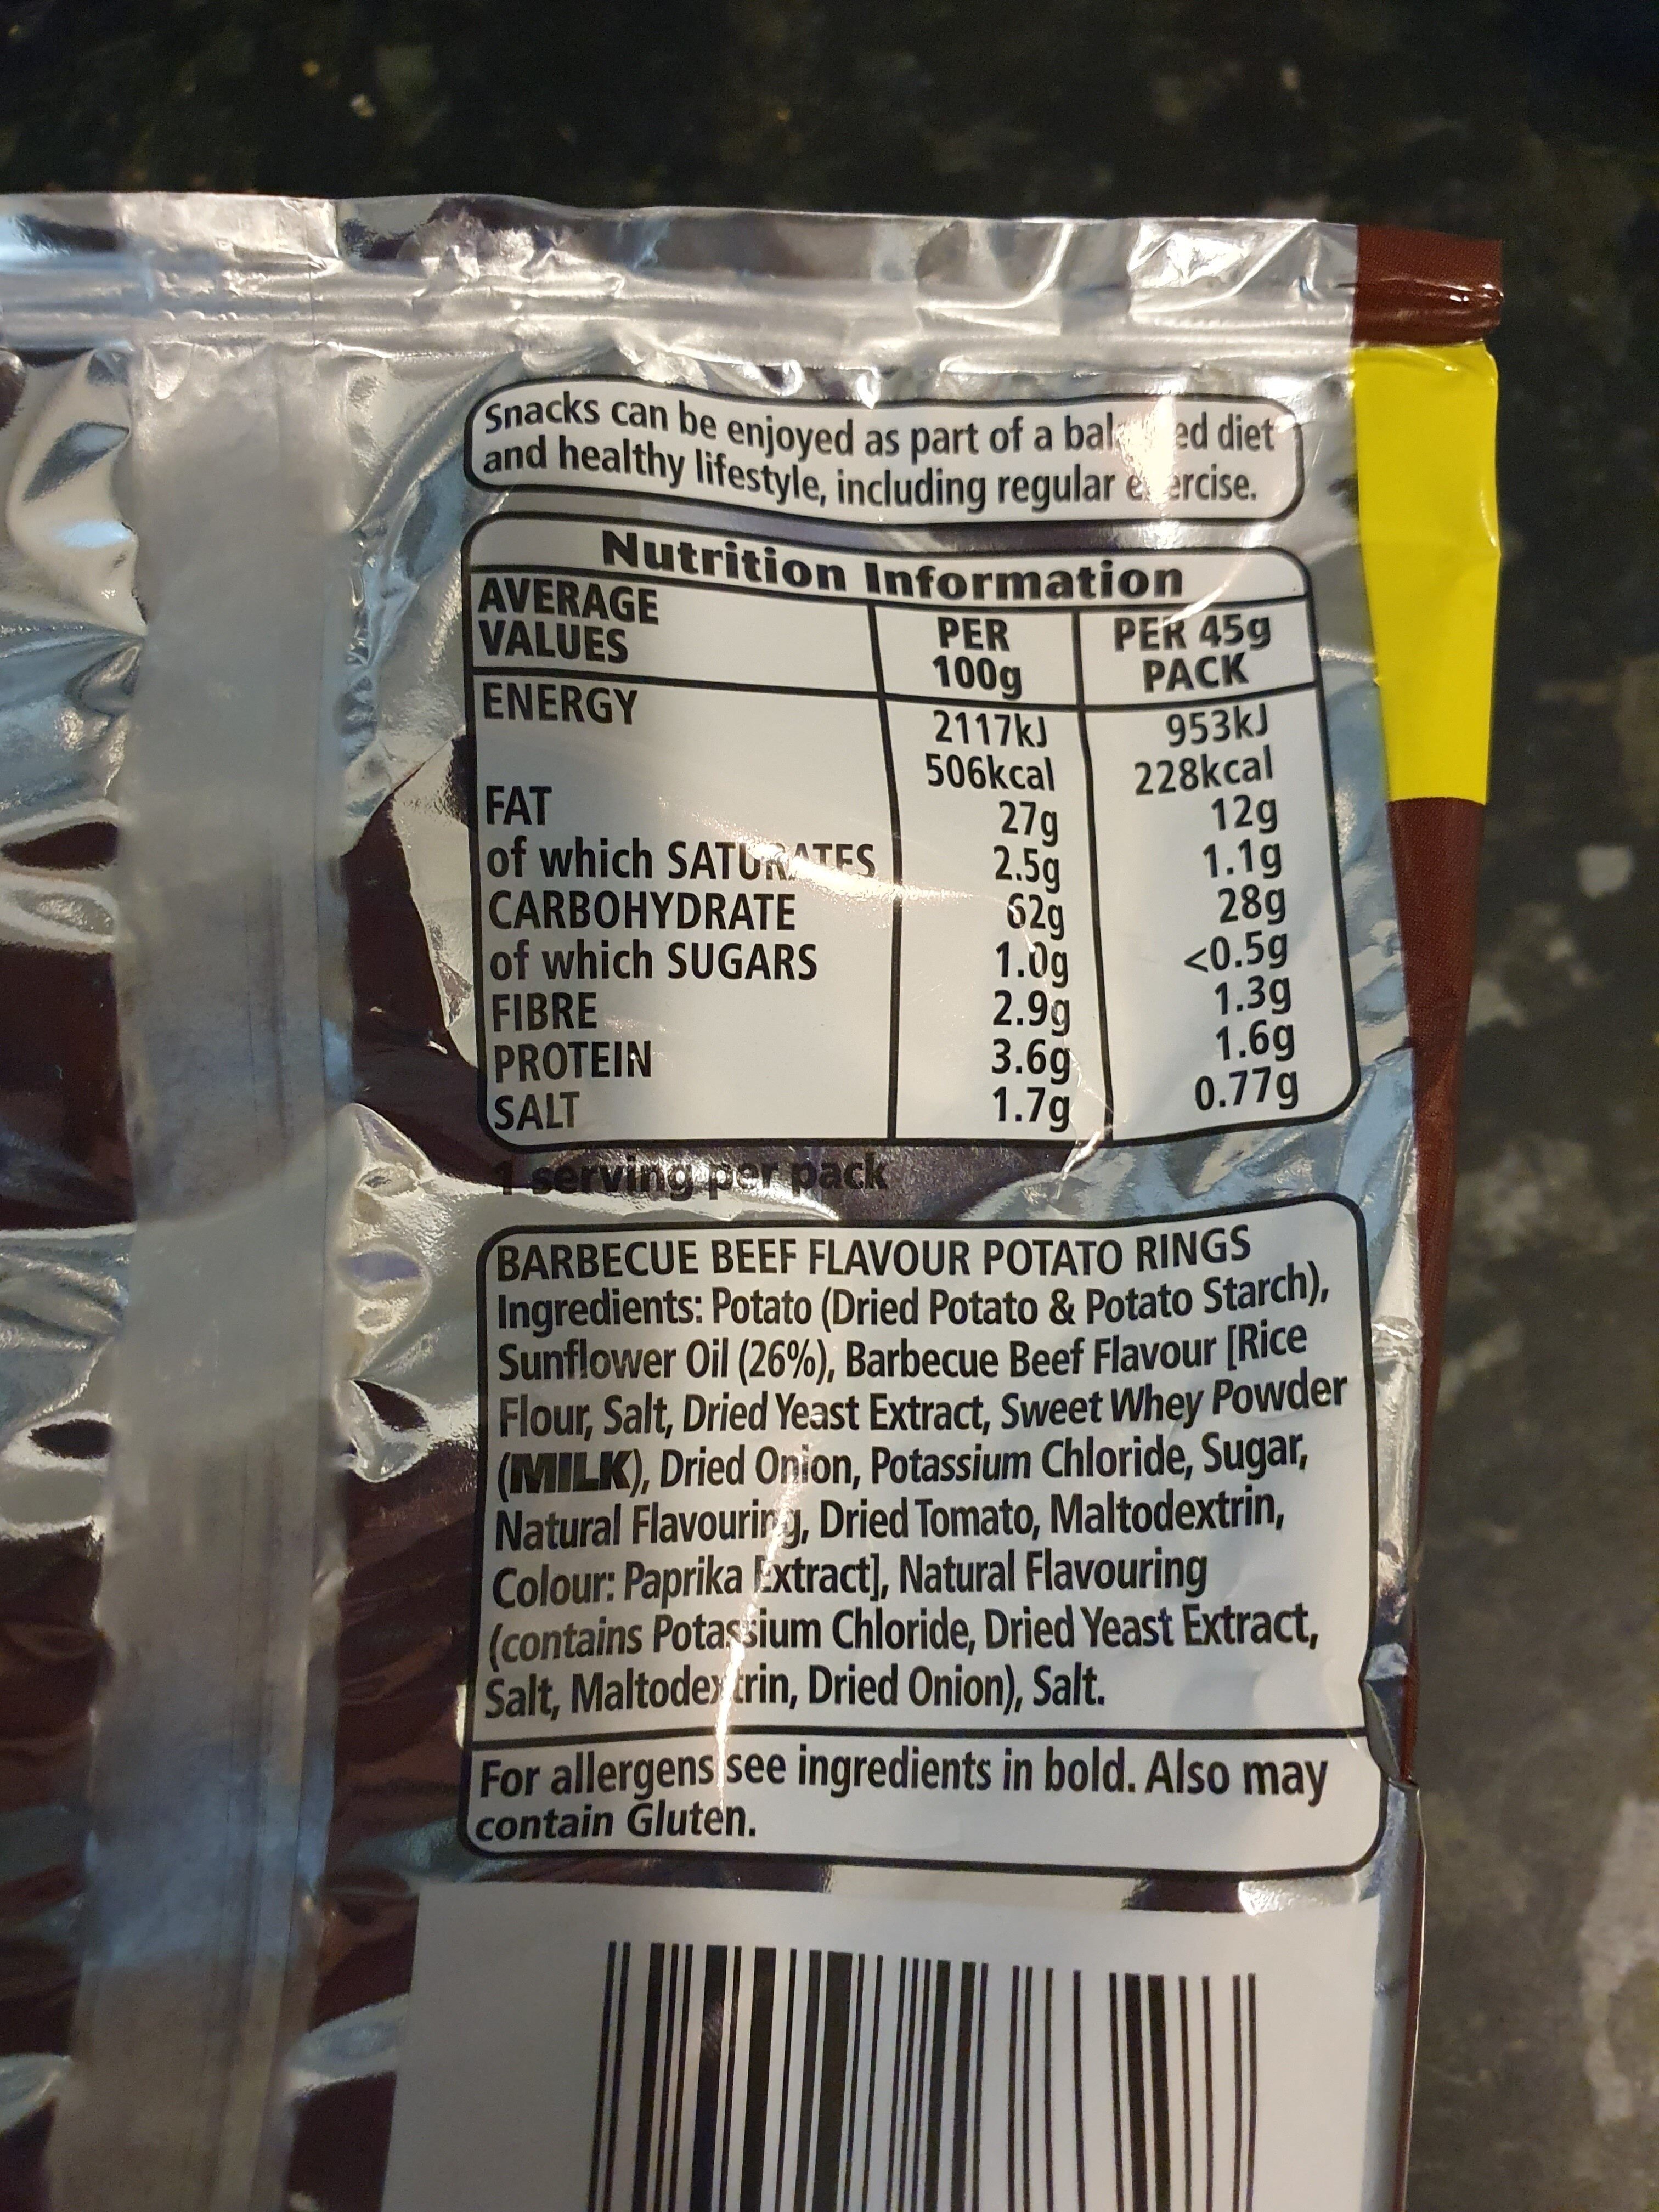 Snacks can be enjoyed as part of a balanced diet
and healthy lifestyle, including regular exercise.
Nutrition Information
AVERAGE VALUES PER 100g PER 45g PACK
ENERGY 2117kJ 953kJ
506kcal 228kcal
FAT 27g 12g
of which SATURATES 2.5g 1.1g
CARBOHYDRATE 62g 28g
of which SUGARS 1.0g <0.5g
FIBRE 2.9g 1.3g
PROTEIN 3.6g 1.6g
SALT 1.7g 0.77g
1 serving per pack
BARBECUE BEEF FLAVOUR POTATO RINGS
Ingredients: Potato (Dried Potato & Potato Starch),
Sunflower Oil (26%), Barbecue Beef Flavour [Rice
Flour, Salt, Dried Yeast Extract, Sweet Whey Powder
(MILK), Dried Onion, Potassium Chloride, Sugar,
Natural Flavouring, Dried Tomato, Maltodextrin,
Colour: Paprika Extract], Natural Flavouring
(contains Potassium Chloride, Dried Yeast Extract,
Salt, Maltodextrin, Dried Onion), Salt.
For allergens see ingredients in bold. Also may
contain Gluten.